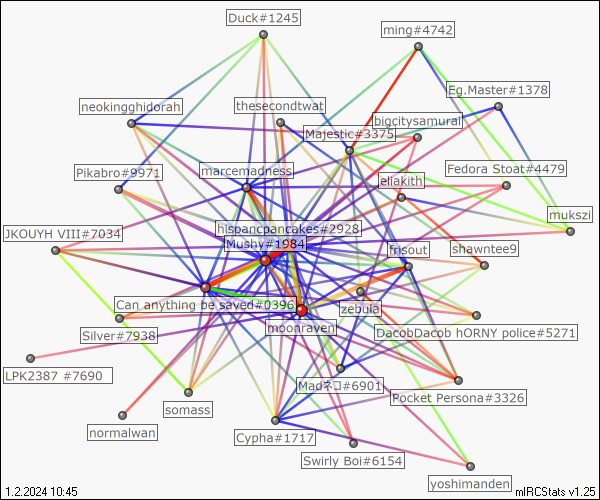 Duck#1245
ming#4742
Eg.Master#1378
neokingghidorah
thesecondtwat
bigcitysamurai
Majestic#3375
Pikabro#9971
marcemadness
Fedora Stoat#4479
ellakith
mukszi
JKOUYH VIII#7034
hispancpancakes#2928
Mushy#1984
frisout
shawntee9
Can anything be saved#0396
zebula
moonraven
DacobDacob hORNY police#5271
Silver#7938
LPK2387 #7690
Madネコ#6901
Pocket Persona#3326
somass
normalwan
Cypha#1717
Swirly Boi#6154
yoshimanden
1.2.2024 10:45
mIRCStats v1.25